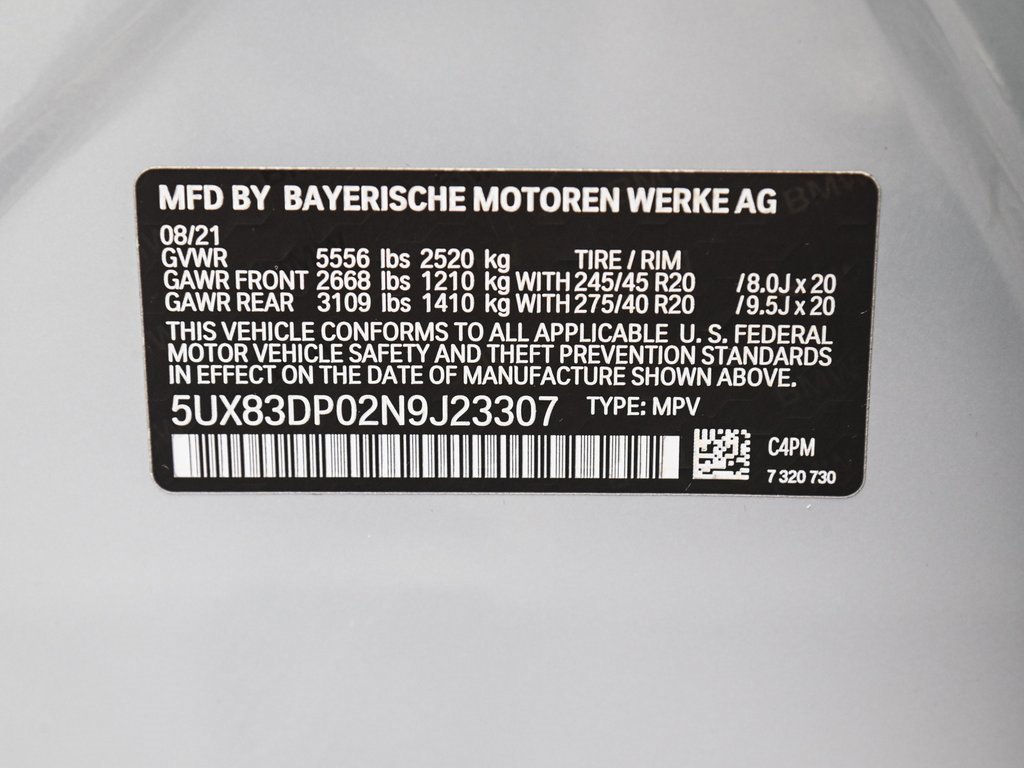 MFD BY BAYERISCHE MOTOREN WERKE AG
08/21
GVWR 5556 lbs 2520 kg TIRE / RIM
GAWR FRONT 2668 lbs 1210 kg WITH 245/45 R20 /8.0J x 20
GAWR REAR 3109 lbs 1410 kg WITH 275/40 R20 /9.5J x 20
THIS VEHICLE CONFORMS TO ALL APPLICABLE U. S. FEDERAL
MOTOR VEHICLE SAFETY AND THEFT PREVENTION STANDARDS
IN EFFECT ON THE DATE OF MANUFACTURE SHOWN ABOVE.
5UX83DP02N9J23307 TYPE: MPV
C4PM
7 320 730